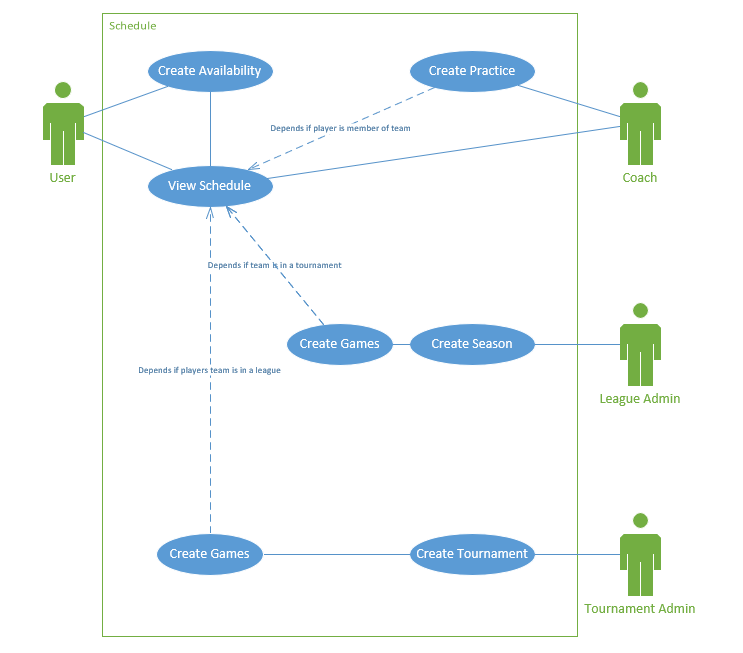 Schedule
Create Availability
Create Practice
Depends if player is member of team
User
Coach
View Schedule
Depends if team is in a tournament
Create Games
Create Season
Depends if players team is in a league
League Admin
Create Games
Create Tournament
Tournament Admin